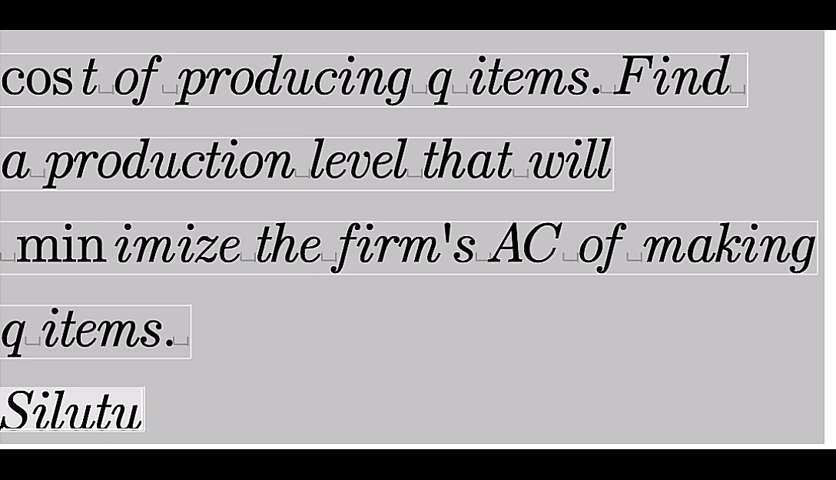 cost of producing q items. Find
a production level that will
minimize the firm's AC of making
q items.
Silutu